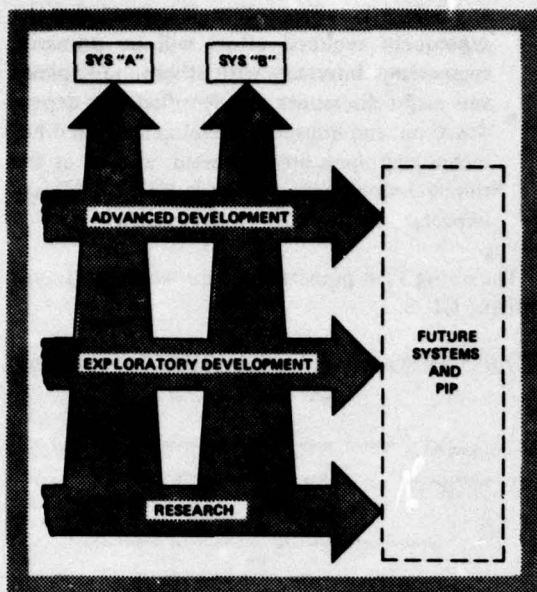 SYS "A" SYS "B"
ADVANCED DEVELOPMENT
EXPLORATORY DEVELOPMENT
FUTURE
SYSTEMS
AND
PIP
RESEARCH